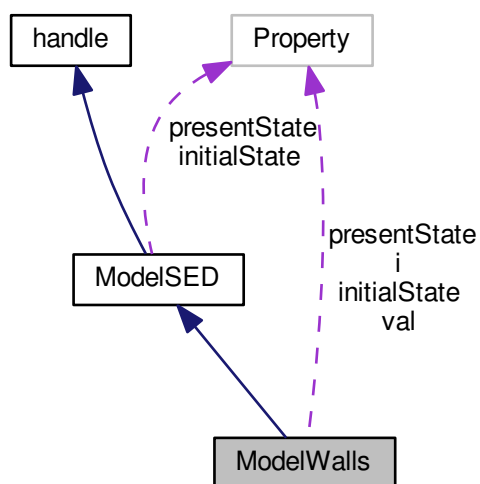 handle
Property
presentState
initialState
presentState
i
initialState
val
ModelSED
ModelWalls